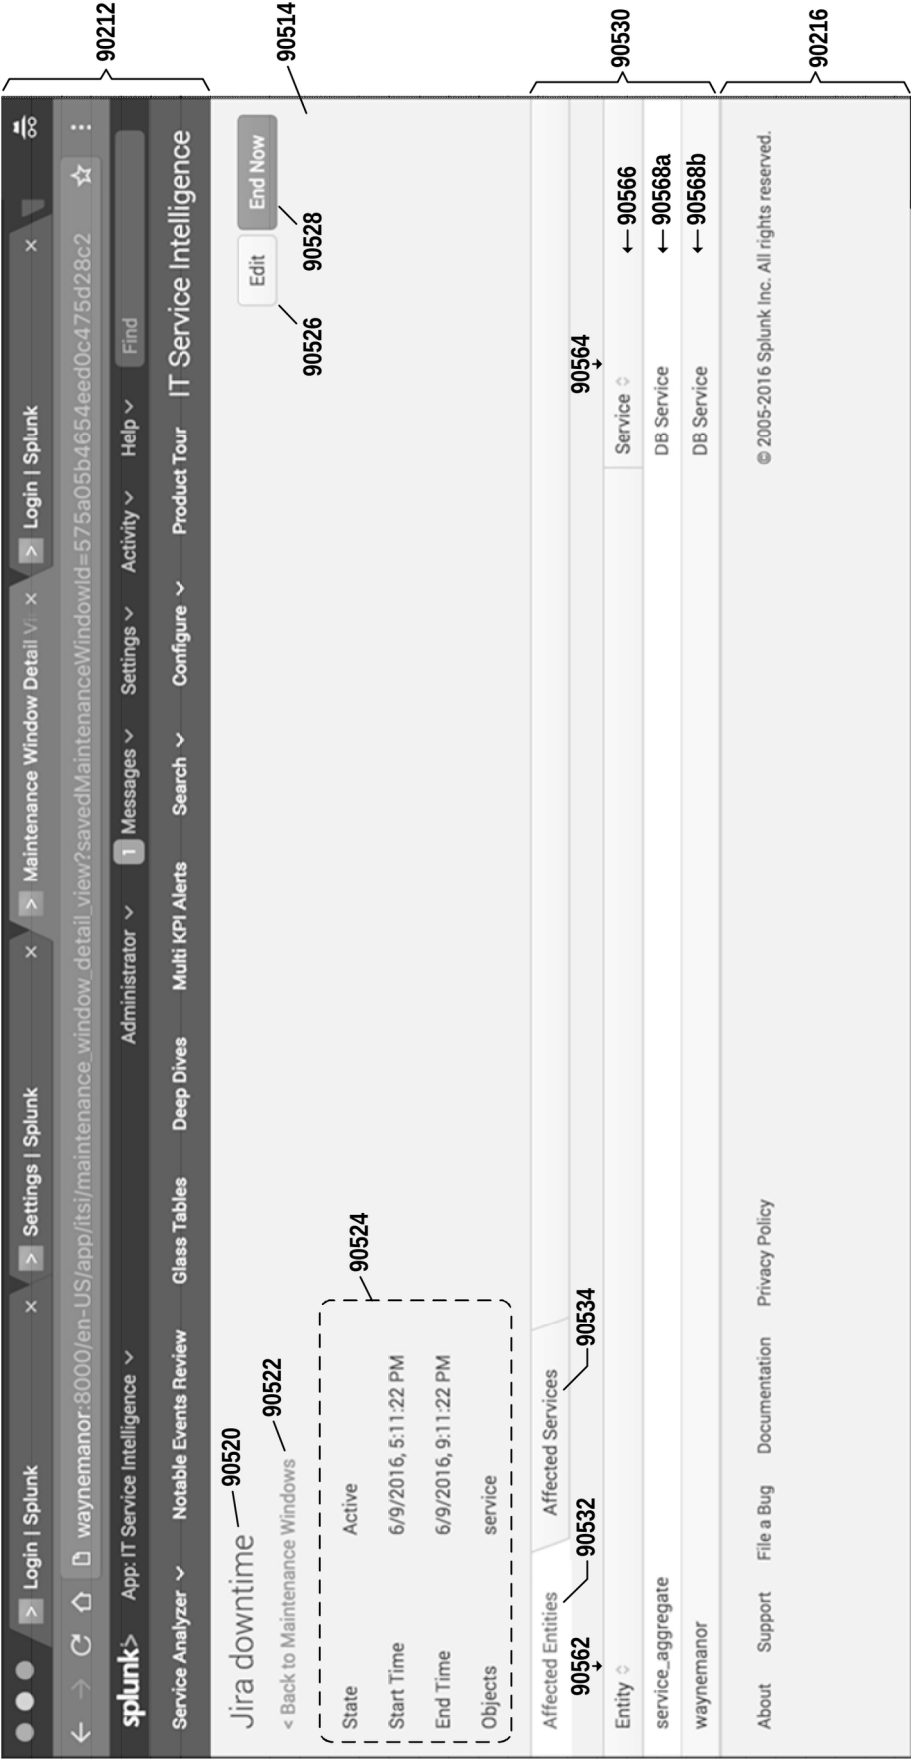 Login | Splunk × Settings | Splunk × Maintenance Window Detail Vi × Login | Splunk ×
waynemanor:8000/en-US/app/itsi/maintenance_window_detail_view?savedMaintenanceWindowId=575a05b4654eed0c475d28c2
90212
splunk> App: IT Service Intelligence Administrator 1 Messages Settings Activity Help Find
Service Analyzer Notable Events Review Glass Tables Deep Dives Multi KPI Alerts Search Configure Product Tour IT Service Intelligence
Jira downtime
90520
Edit End Now
90514
< Back to Maintenance Windows
90522
90526
90528
90524
State Active
Start Time 6/9/2016, 5:11:22 PM
End Time 6/9/2016, 9:11:22 PM
Objects service
Affected Entities Affected Services
90562
90532
90534
90564
90530
Entity Service
90566
service_aggregate DB Service
90568a
waynemanor DB Service
90568b
About Support File a Bug Documentation Privacy Policy © 2005-2016 Splunk Inc. All rights reserved.
90216